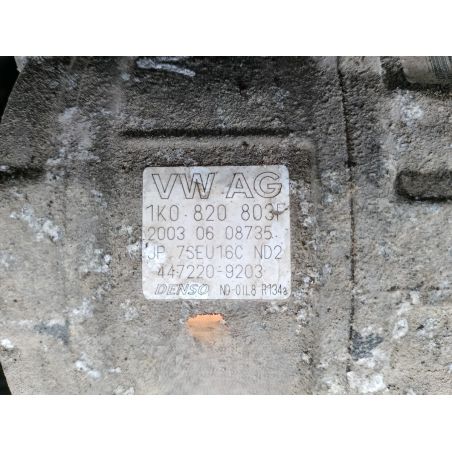 VW AG
1K0 820 803F
2003 06 08735
JP 7SEU16C ND2
447220-9203
DENSO ND-OIL8 R134a